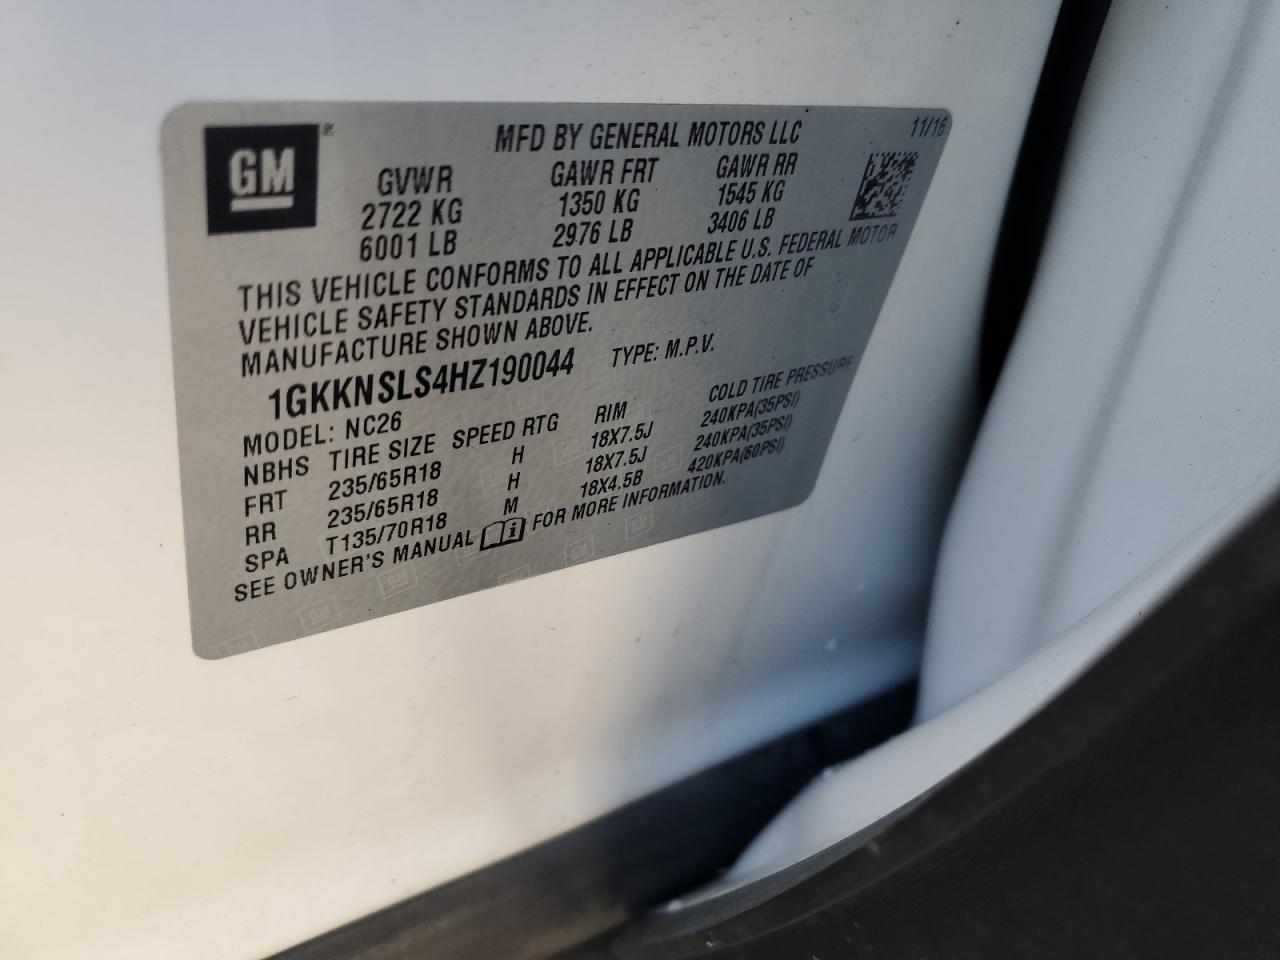 GM®
MFD BY GENERAL MOTORS LLC
11/16
GVWR GAWR FRT GAWR RR
2722 KG 1350 KG 1545 KG
6001 LB 2976 LB 3406 LB
THIS VEHICLE CONFORMS TO ALL APPLICABLE U.S. FEDERAL MOTOR
VEHICLE SAFETY STANDARDS IN EFFECT ON THE DATE OF
MANUFACTURE SHOWN ABOVE.
1GKKNSLS4HZ190044 TYPE: M.P.V.
MODEL: NC26
NBHS TIRE SIZE SPEED RTG RIM COLD TIRE PRESSURE
FRT 235/65R18 H 18X7.5J 240KPA(35PSI)
RR 235/65R18 H 18X7.5J 240KPA(35PSI)
SPA T135/70R18 M 18X4.5B 420KPA(60PSI)
SEE OWNER'S MANUAL FOR MORE INFORMATION.